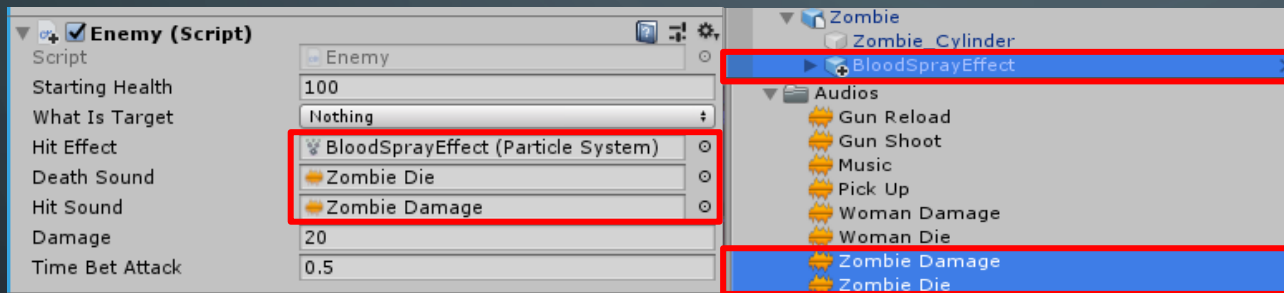 Enemy (Script)
Script Enemy
Starting Health 100
What Is Target Nothing
Hit Effect BloodSprayEffect (Particle System)
Death Sound Zombie Die
Hit Sound Zombie Damage
Damage 20
Time Bet Attack 0.5
Zombie
Zombie_Cylinder
BloodSprayEffect
Audios
Gun Reload
Gun Shoot
Music
Pick Up
Woman Damage
Woman Die
Zombie Damage
Zombie Die